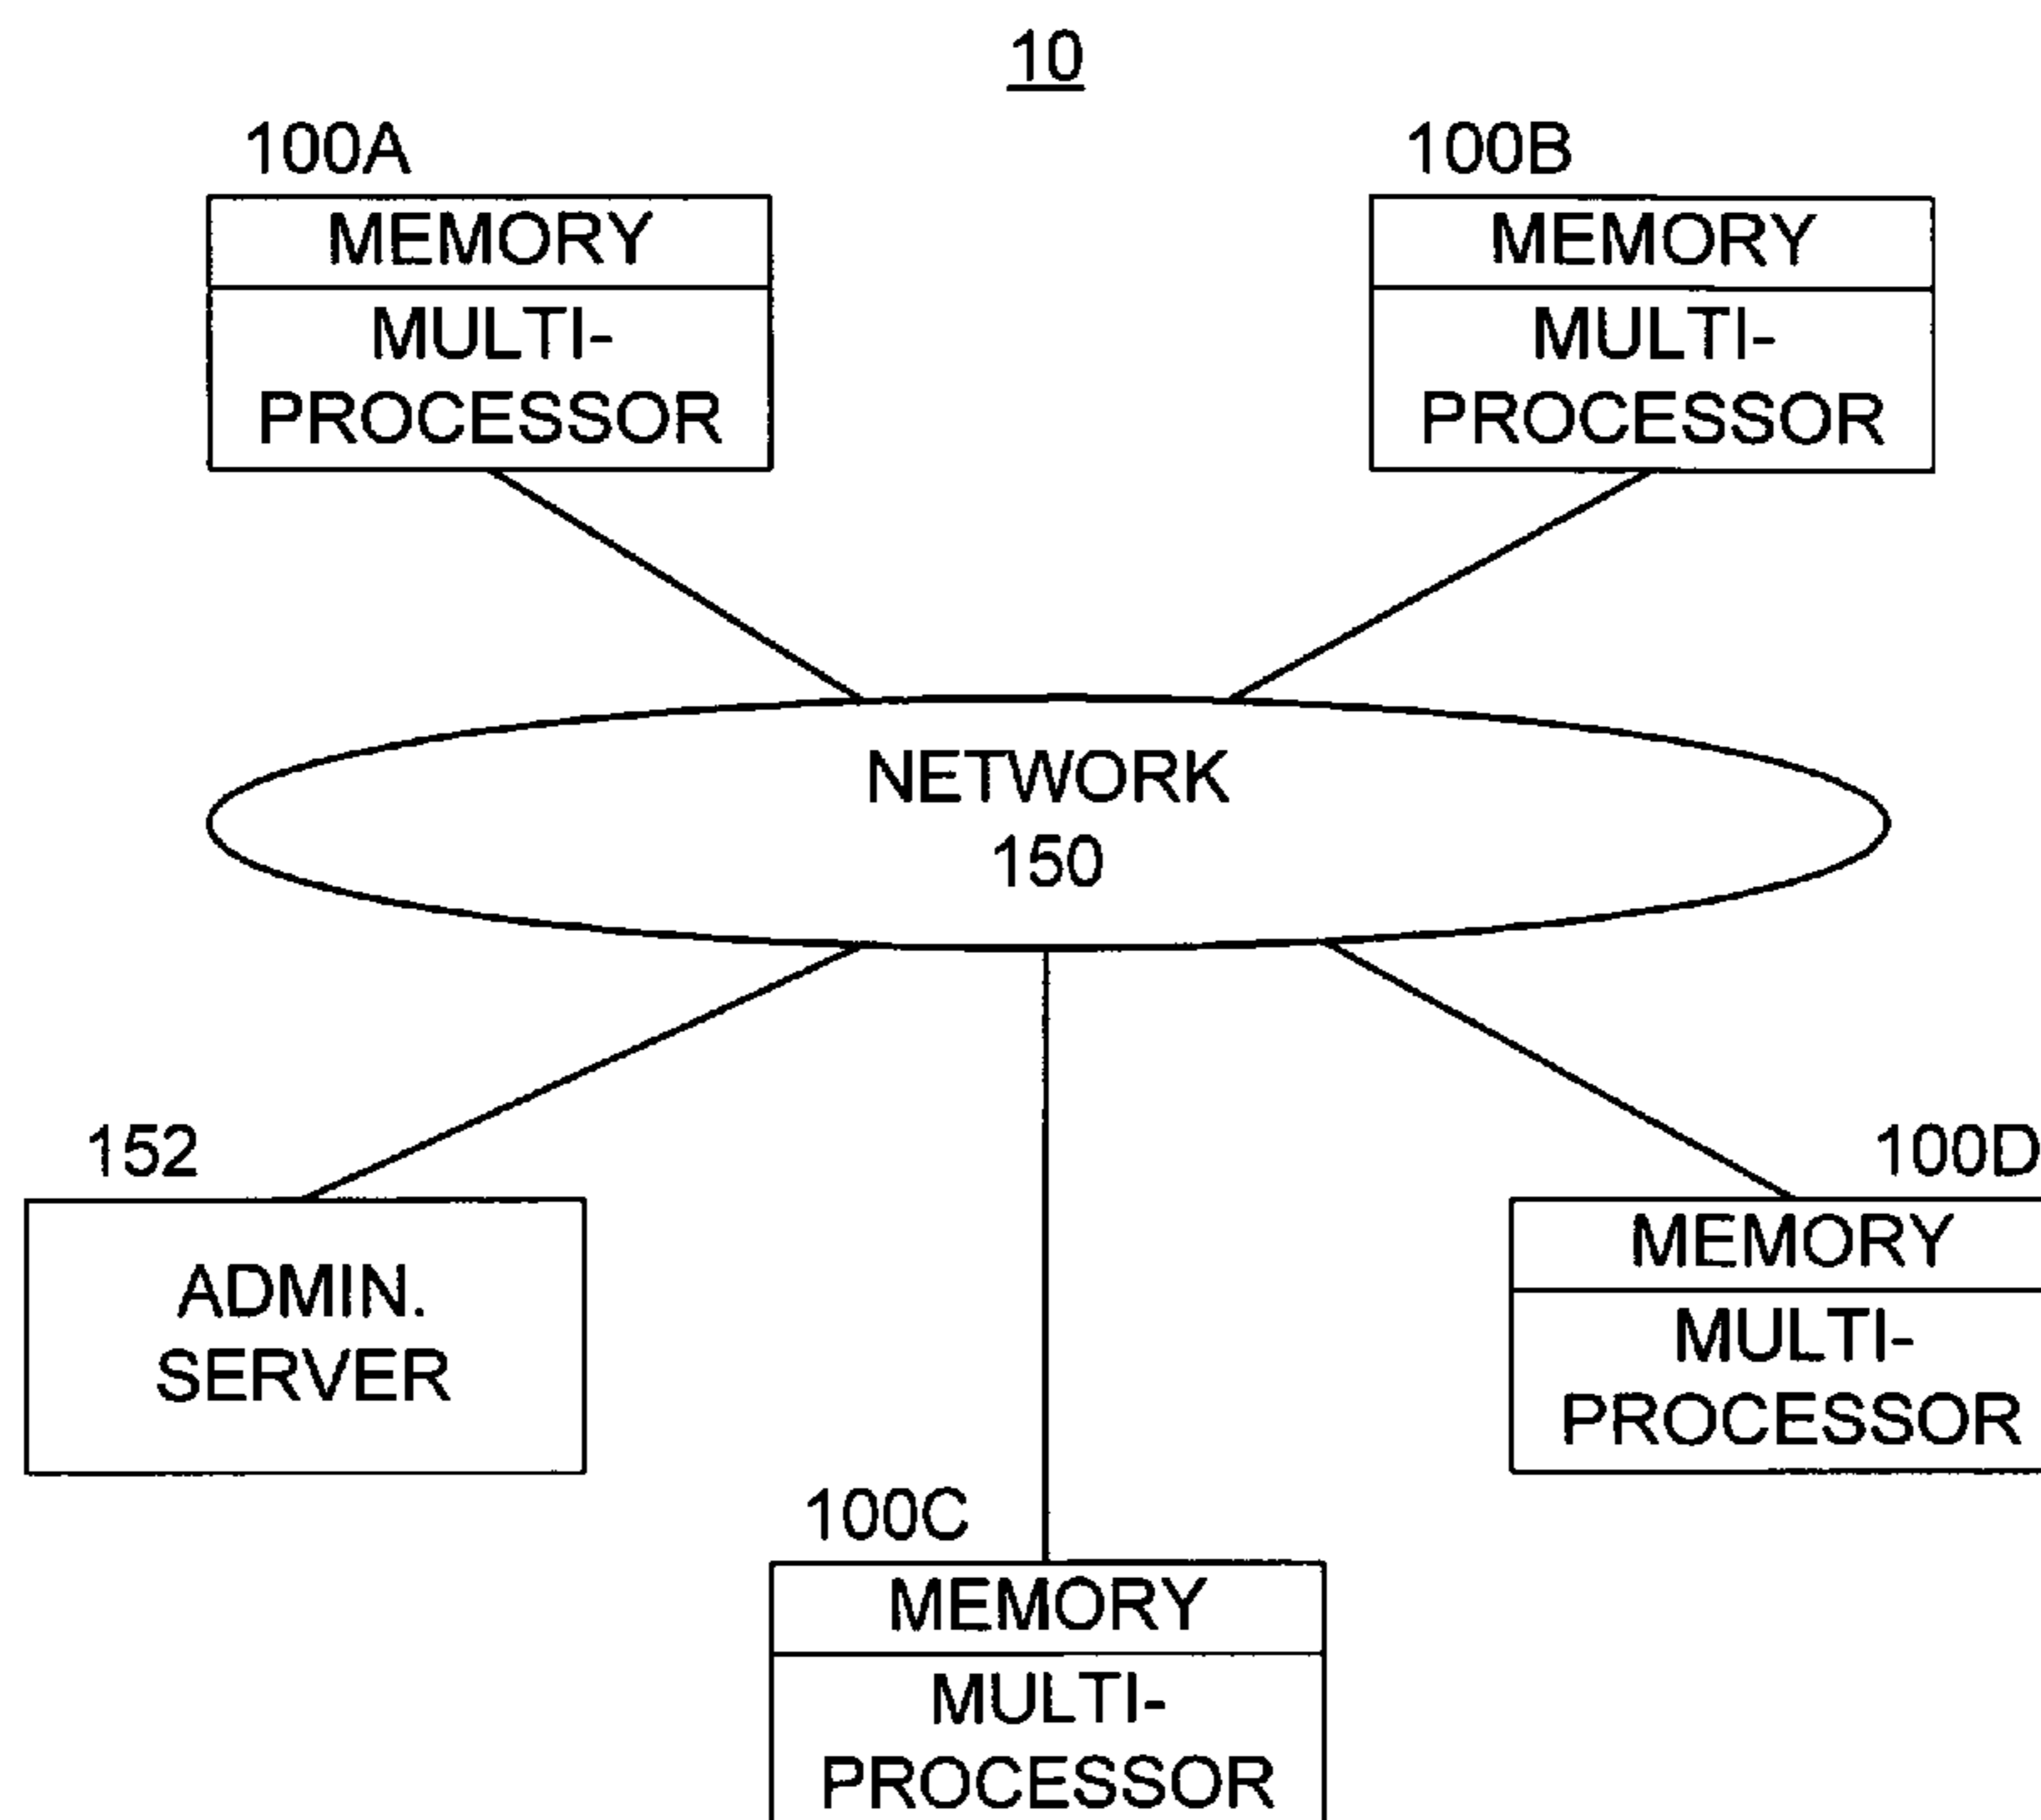 10
100A
MEMORY
MULTI-
PROCESSOR
100B
MEMORY
MULTI-
PROCESSOR
NETWORK
150
152
ADMIN.
SERVER
100D
MEMORY
MULTI-
PROCESSOR
100C
MEMORY
MULTI-
PROCESSOR